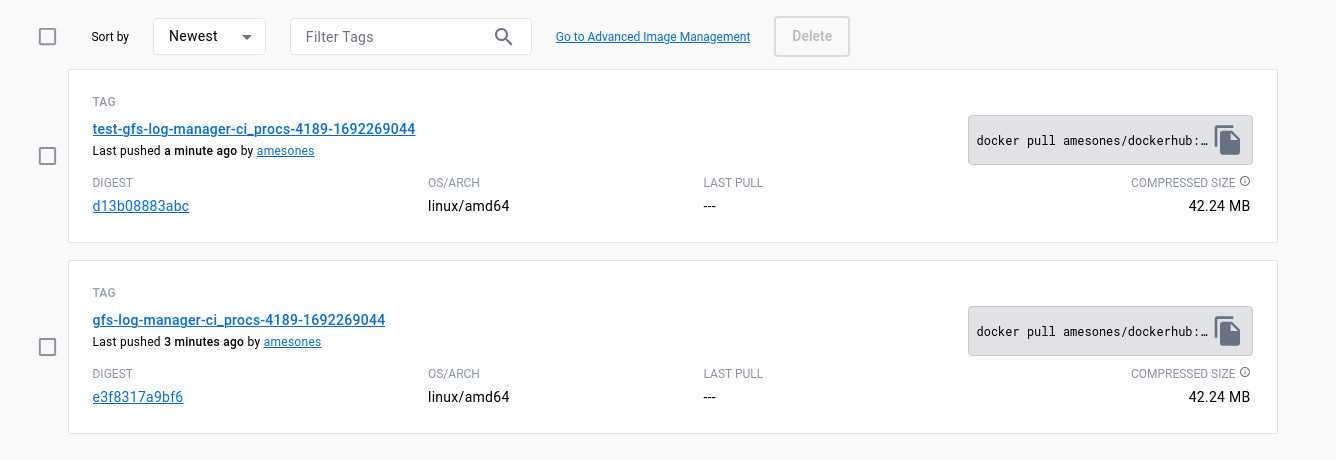 Sort by Newest Filter Tags Go to Advanced Image Management Delete
TAG
test-gfs-log-manager-ci_procs-4189-1692269044
docker pull amesones/dockerhub:…
Last pushed a minute ago by amesones
DIGEST OS/ARCH LAST PULL COMPRESSED SIZE
d13b08883abc linux/amd64 --- 42.24 MB
TAG
gfs-log-manager-ci_procs-4189-1692269044
docker pull amesones/dockerhub:…
Last pushed 3 minutes ago by amesones
DIGEST OS/ARCH LAST PULL COMPRESSED SIZE
e3f8317a9bf6 linux/amd64 --- 42.24 MB